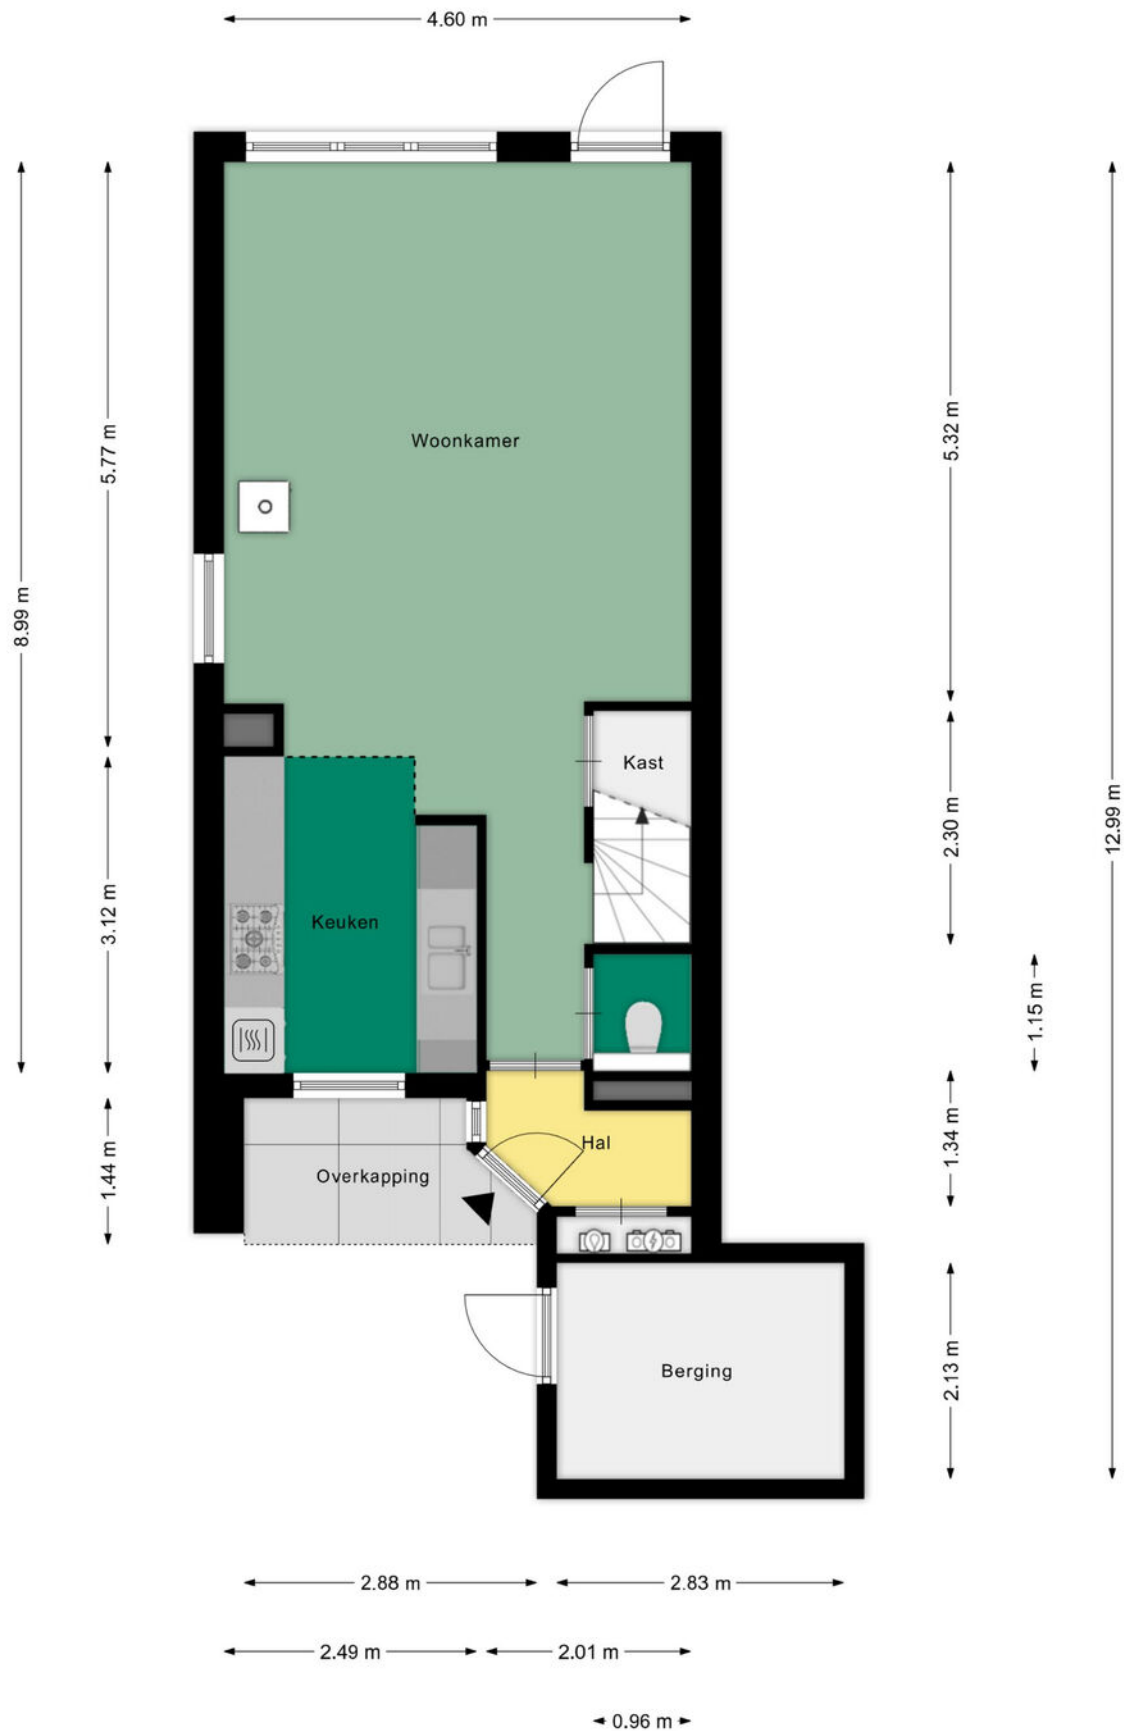 4.60 m
8.99 m
5.77 m
5.32 m
12.99 m
Woonkamer
Kast
2.30 m
3.12 m
Keuken
1.15 m
1.44 m
Hal
1.34 m
Overkapping
2.13 m
Berging
2.88 m
2.83 m
2.49 m
2.01 m
0.96 m